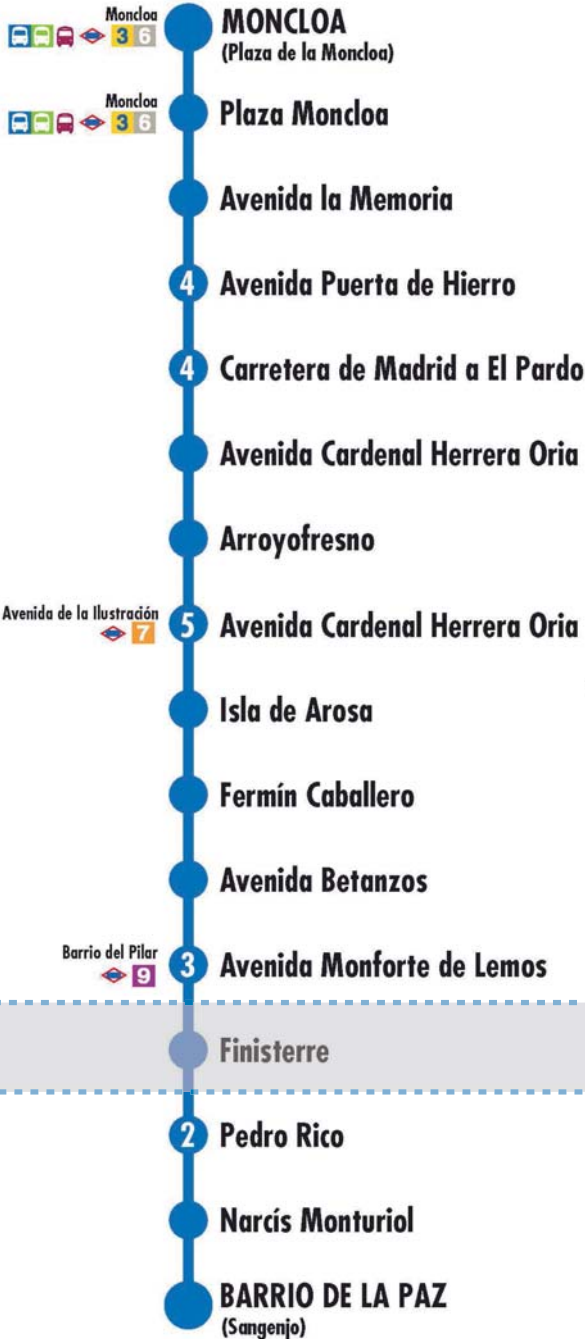 Moncloa
3 6
MONCLOA
(Plaza de la Moncloa)
Moncloa
3 6
Plaza Moncloa
Avenida la Memoria
4 Avenida Puerta de Hierro
4 Carretera de Madrid a El Pardo
Avenida Cardenal Herrera Oria
Arroyofresno
Avenida de la Ilustración
7
5 Avenida Cardenal Herrera Oria
Isla de Arosa
Fermín Caballero
Avenida Betanzos
Barrio del Pilar
9
3 Avenida Monforte de Lemos
Finisterre
2 Pedro Rico
Narcís Monturiol
BARRIO DE LA PAZ
(Sangenjo)